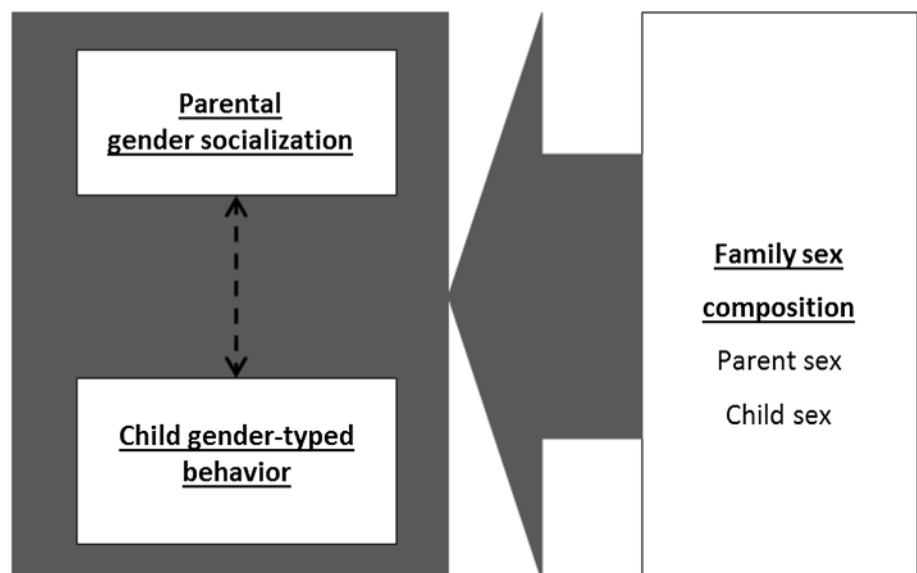 Parental
gender socialization
Child gender-typed
behavior
Family sex
composition
Parent sex
Child sex